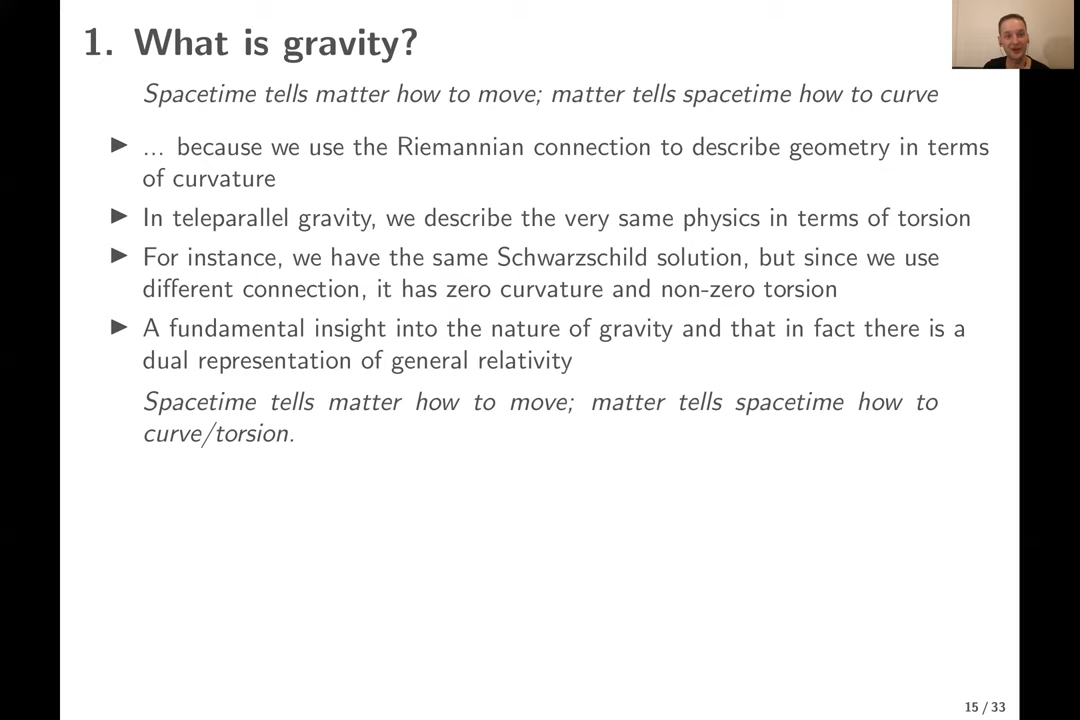 1. What is gravity?
Spacetime tells matter how to move; matter tells spacetime how to curve
▶ ... because we use the Riemannian connection to describe geometry in terms
of curvature
▶ In teleparallel gravity, we describe the very same physics in terms of torsion
▶ For instance, we have the same Schwarzschild solution, but since we use
different connection, it has zero curvature and non-zero torsion
▶ A fundamental insight into the nature of gravity and that in fact there is a
dual representation of general relativity
Spacetime tells matter how to move; matter tells spacetime how to
curve/torsion.
15 / 33